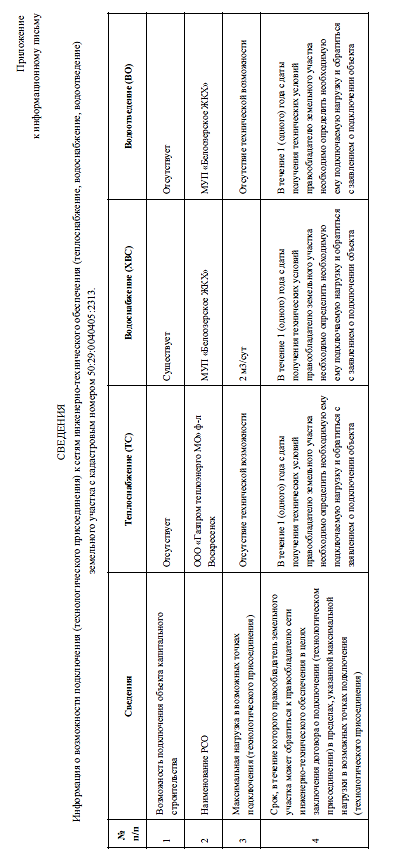 Приложение
к информационному письму
СВЕДЕНИЯ
Информация о возможности подключения (технологического присоединения) к сетям инженерно-технического обеспечения (теплоснабжение, водоснабжение, водоотведение)
земельного участка с кадастровым номером 50:29:0040405:2313.
№
п/п
Сведения
Теплоснабжение (ТС)
Водоснабжение (ХВС)
Водоотведение (ВО)
1
Возможность подключения объекта капитального
строительства
Отсутствует
Существует
Отсутствует
2
Наименование РСО
ООО «Газпром теплоэнерго МО» ф-л
Воскресенск
МУП «Белоозерское ЖКХ»
МУП «Белоозерское ЖКХ»
3
Максимальная нагрузка в возможных точках
подключения (технологического присоединения)
Отсутствие технической возможности
2 м3/сут
Отсутствие технической возможности
4
Срок, в течение которого правообладатель земельного
участка может обратиться к правообладателю сети
инженерно-технического обеспечения в целях
заключения договора о подключении (технологическом
присоединении) в пределах, указанной максимальной
нагрузки в возможных точках подключения
(технологического присоединения)
В течение 1 (одного) года с даты
получения технических условий
правообладателю земельного участка
необходимо определить необходимую ему
подключаемую нагрузку и обратиться с
заявлением о подключении объекта
В течение 1 (одного) года с даты
получения технических условий
правообладателю земельного участка
необходимо определить необходимую
ему подключаемую нагрузку и обратиться
с заявлением о подключении объекта
В течение 1 (одного) года с даты
получения технических условий
правообладателю земельного участка
необходимо определить необходимую
ему подключаемую нагрузку и обратиться
с заявлением о подключении объекта